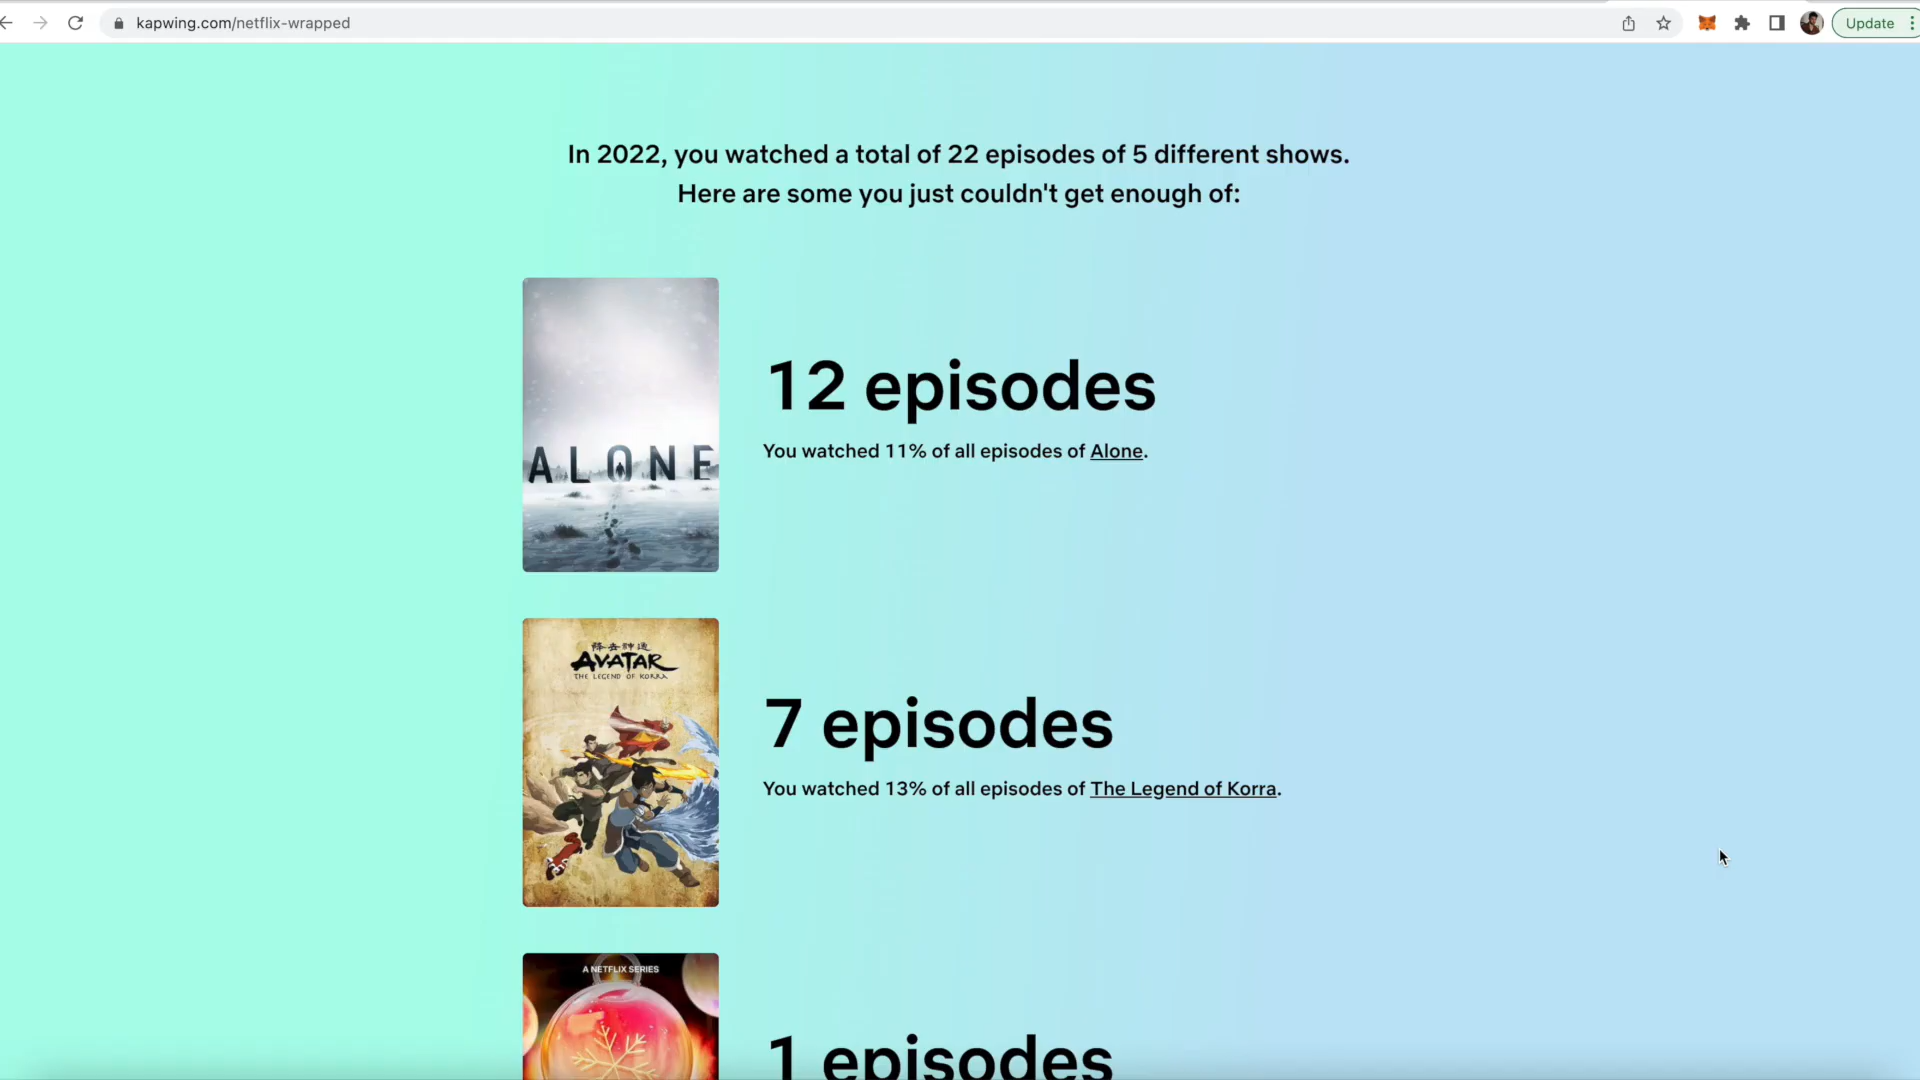 kapwing.com/netflix-wrapped
Update
In 2022, you watched a total of 22 episodes of 5 different shows.
Here are some you just couldn't get enough of:
ALONE
12 episodes
You watched 11% of all episodes of Alone.
AVATAR
THE LEGEND OF KORRA
7 episodes
You watched 13% of all episodes of The Legend of Korra.
A NETFLIX SERIES
1 episodes